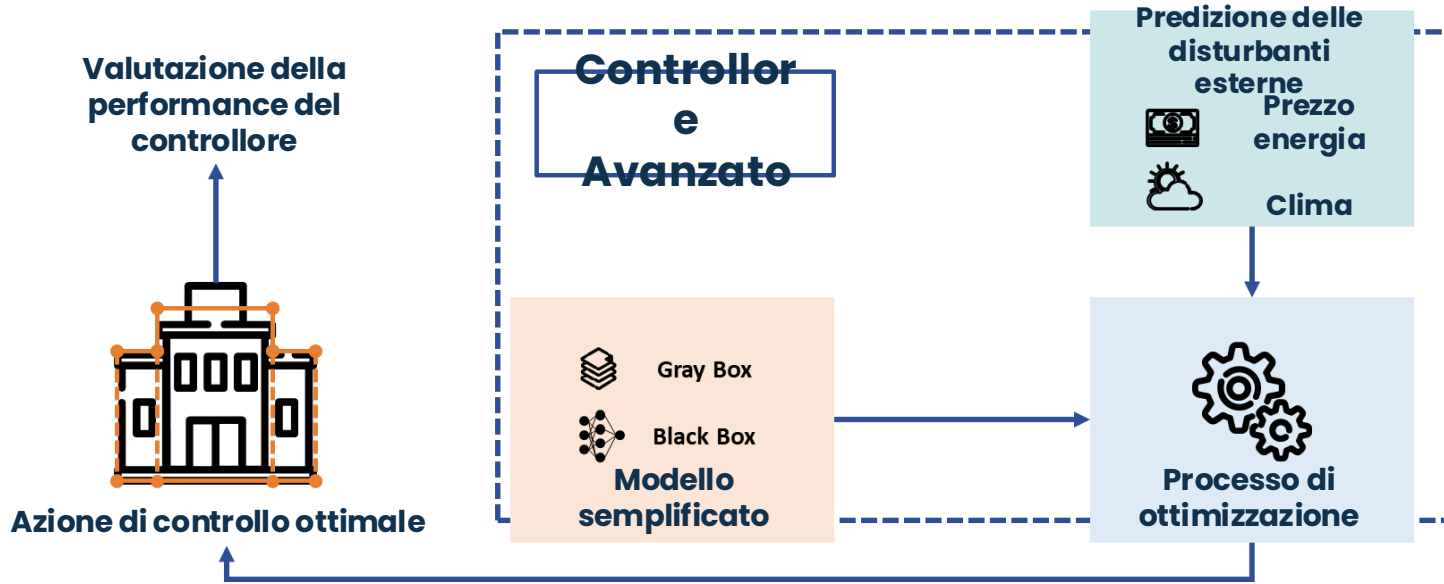 Valutazione della
performance del
controllore
Azione di controllo ottimale
Controllor
e
Avanzato
Predizione delle
disturbanti
esterne
Prezzo
energia
Clima
Gray Box
Black Box
Modello
semplificato
Processo di
ottimizzazione